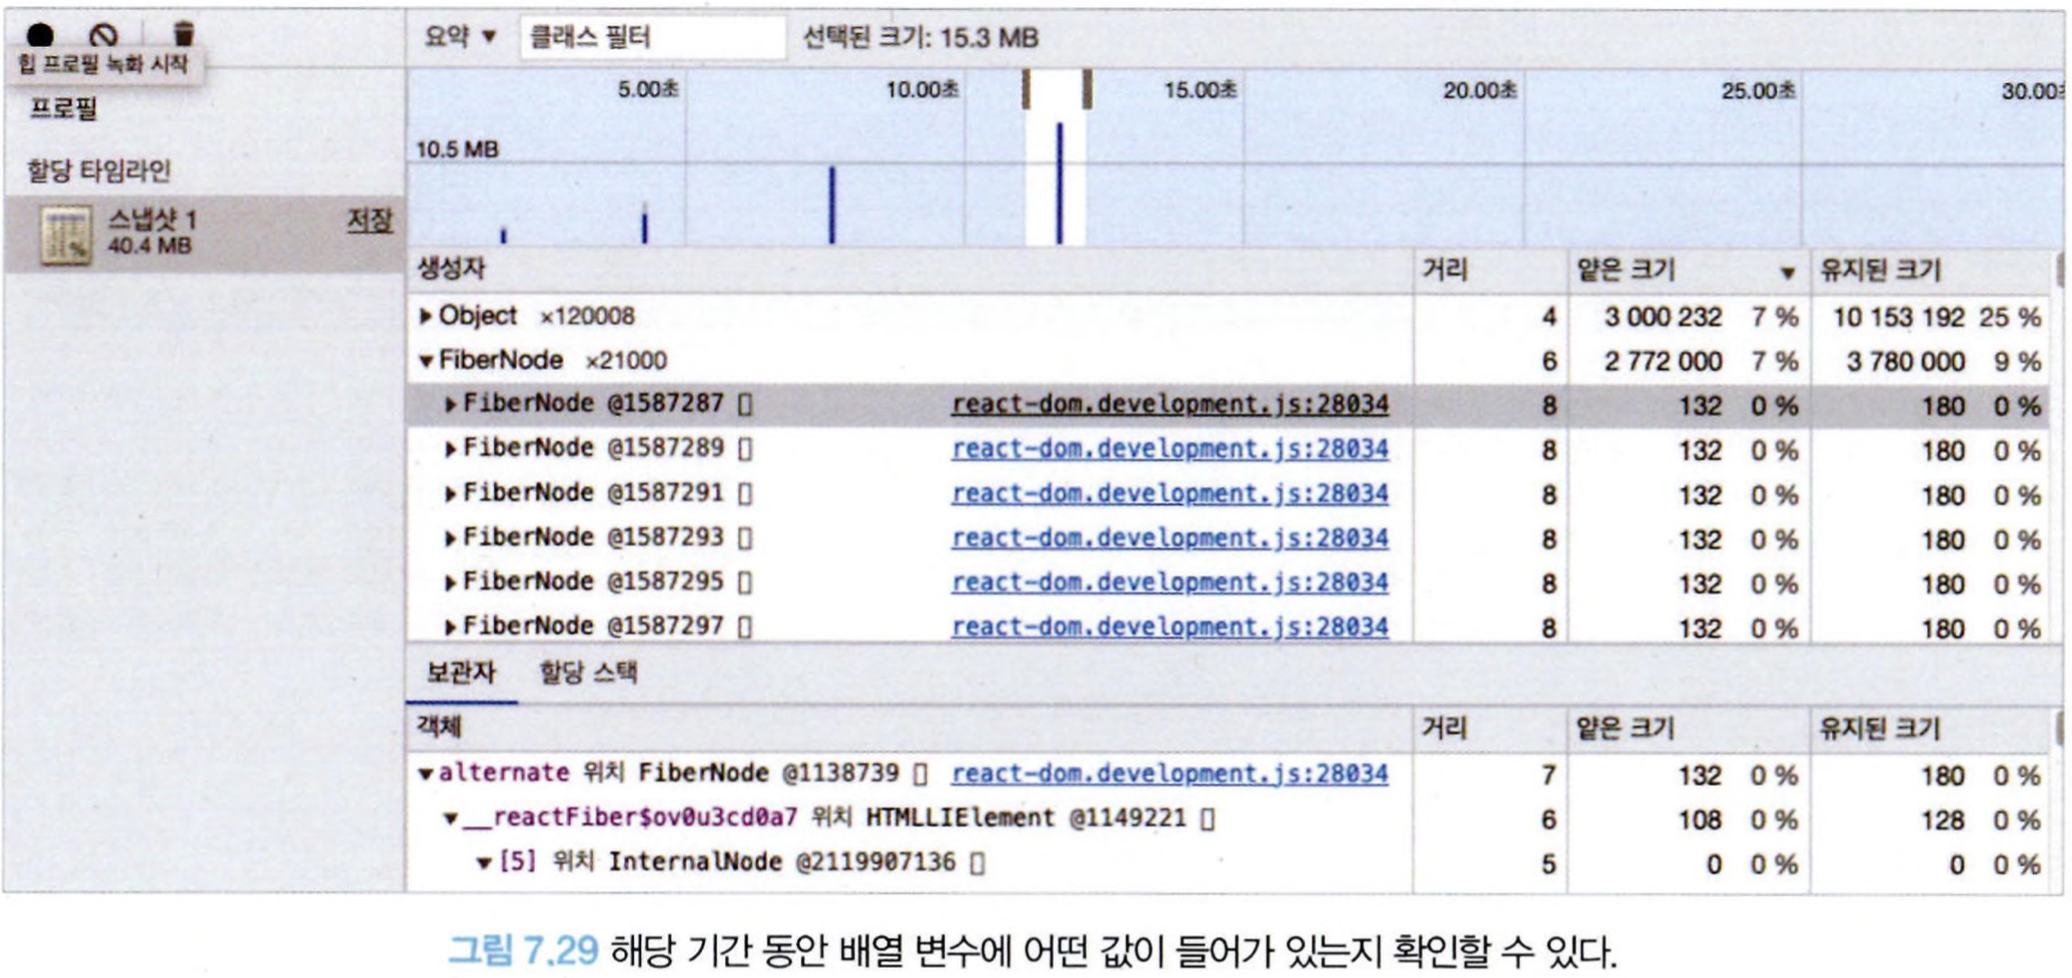 요약 ▼ 클래스 필터 선택된 크기: 15.3 MB
힙 프로필 녹화 시작
프로필
할당 타임라인
스냅샷 1 저장
40.4 MB
5.00초 10.00초 15.00초 20.00초 25.00초 30.00초
10.5 MB
생성자 거리 얕은 크기 ▼ 유지된 크기
▶Object ×120008 4 3 000 232 7 % 10 153 192 25 %
▼FiberNode ×21000 6 2 772 000 7 % 3 780 000 9 %
▶FiberNode @1587287 react-dom.development.js:28034 8 132 0 % 180 0 %
▶FiberNode @1587289 react-dom.development.js:28034 8 132 0 % 180 0 %
▶FiberNode @1587291 react-dom.development.js:28034 8 132 0 % 180 0 %
▶FiberNode @1587293 react-dom.development.js:28034 8 132 0 % 180 0 %
▶FiberNode @1587295 react-dom.development.js:28034 8 132 0 % 180 0 %
▶FiberNode @1587297 react-dom.development.js:28034 8 132 0 % 180 0 %
보관자 할당 스택
객체 거리 얕은 크기 유지된 크기
▼alternate 위치 FiberNode @1138739 react-dom.development.js:28034 7 132 0 % 180 0 %
▼__reactFiber$ov0u3cd0a7 위치 HTMLLIElement @1149221 6 108 0 % 128 0 %
▼[5] 위치 InternalNode @2119907136 5 0 0 % 0 0 %
그림 7.29 해당 기간 동안 배열 변수에 어떤 값이 들어가 있는지 확인할 수 있다.